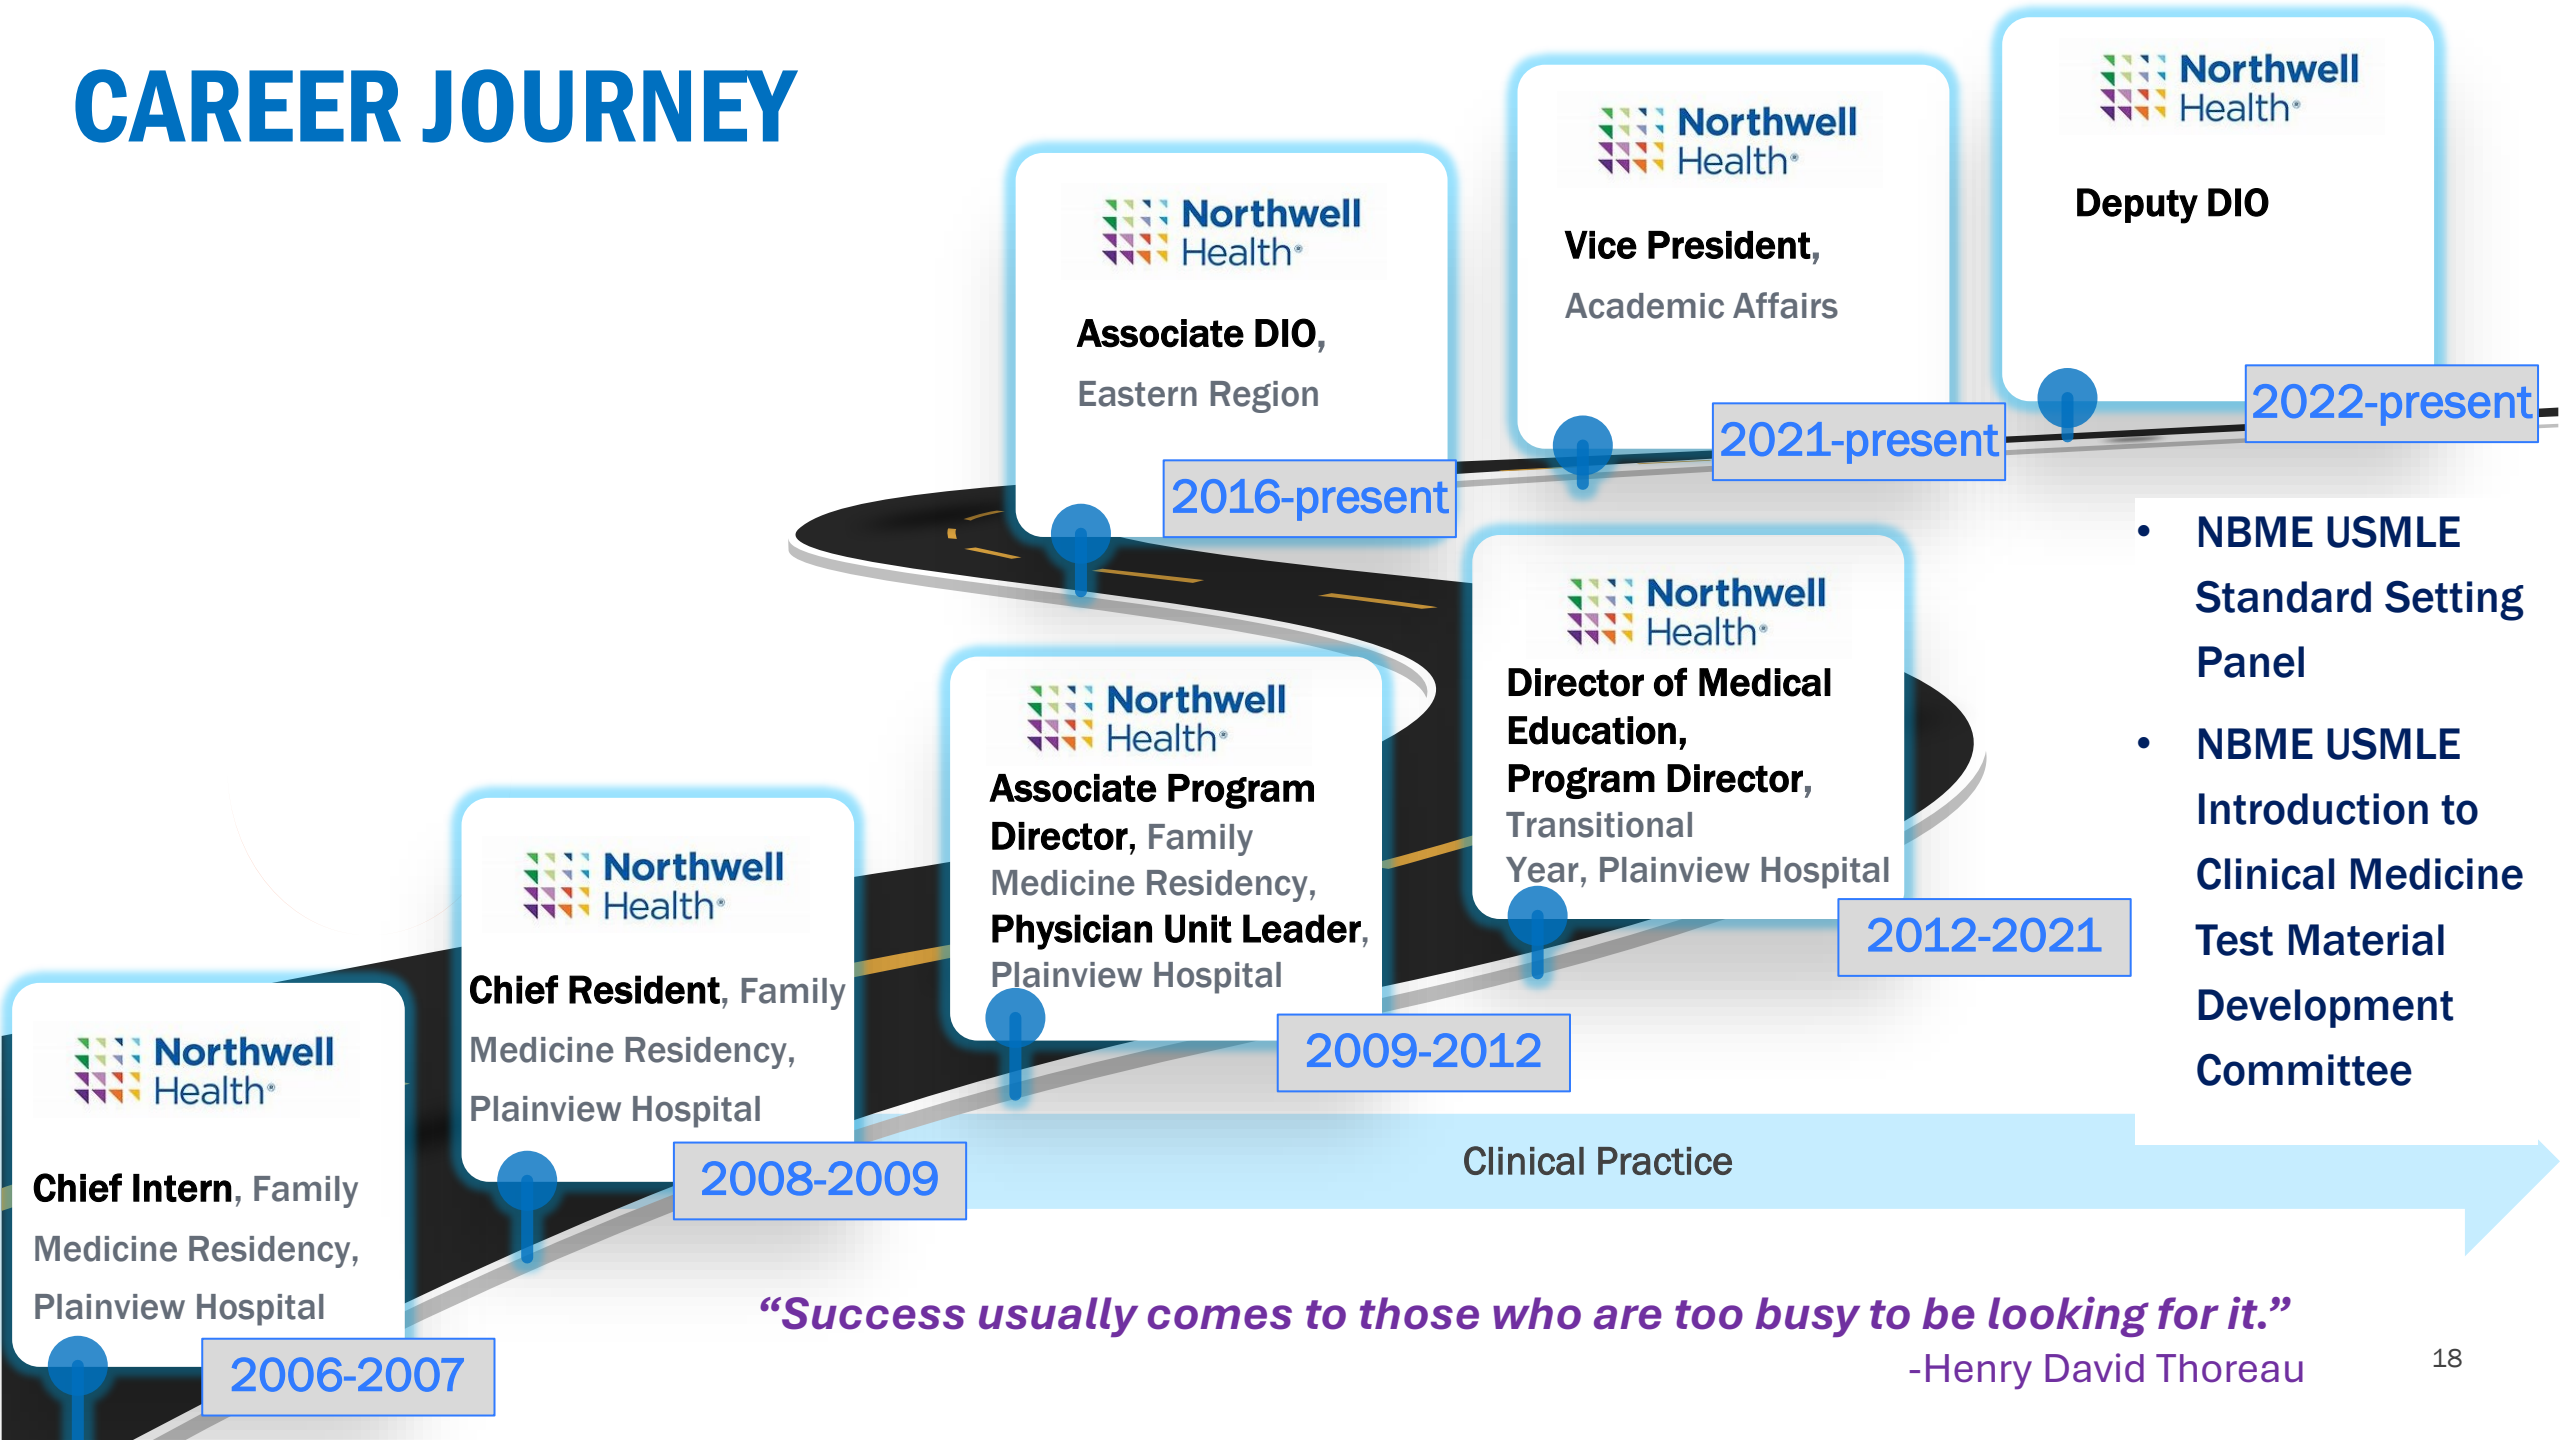 CAREER JOURNEY
Northwell
Health®
Chief Intern, Family
Medicine Residency,
Plainview Hospital
2006-2007
Northwell
Health®
Chief Resident, Family
Medicine Residency,
Plainview Hospital
2008-2009
Northwell
Health®
Associate Program
Director, Family
Medicine Residency,
Physician Unit Leader,
Plainview Hospital
2009-2012
Northwell
Health®
Director of Medical
Education,
Program Director,
Transitional
Year, Plainview Hospital
2012-2021
Northwell
Health®
Associate DIO,
Eastern Region
2016-present
Northwell
Health®
Vice President,
Academic Affairs
2021-present
Northwell
Health®
Deputy DIO
2022-present
• NBME USMLE
Standard Setting
Panel
• NBME USMLE
Introduction to
Clinical Medicine
Test Material
Development
Committee
Clinical Practice
“Success usually comes to those who are too busy to be looking for it.”
-Henry David Thoreau
18